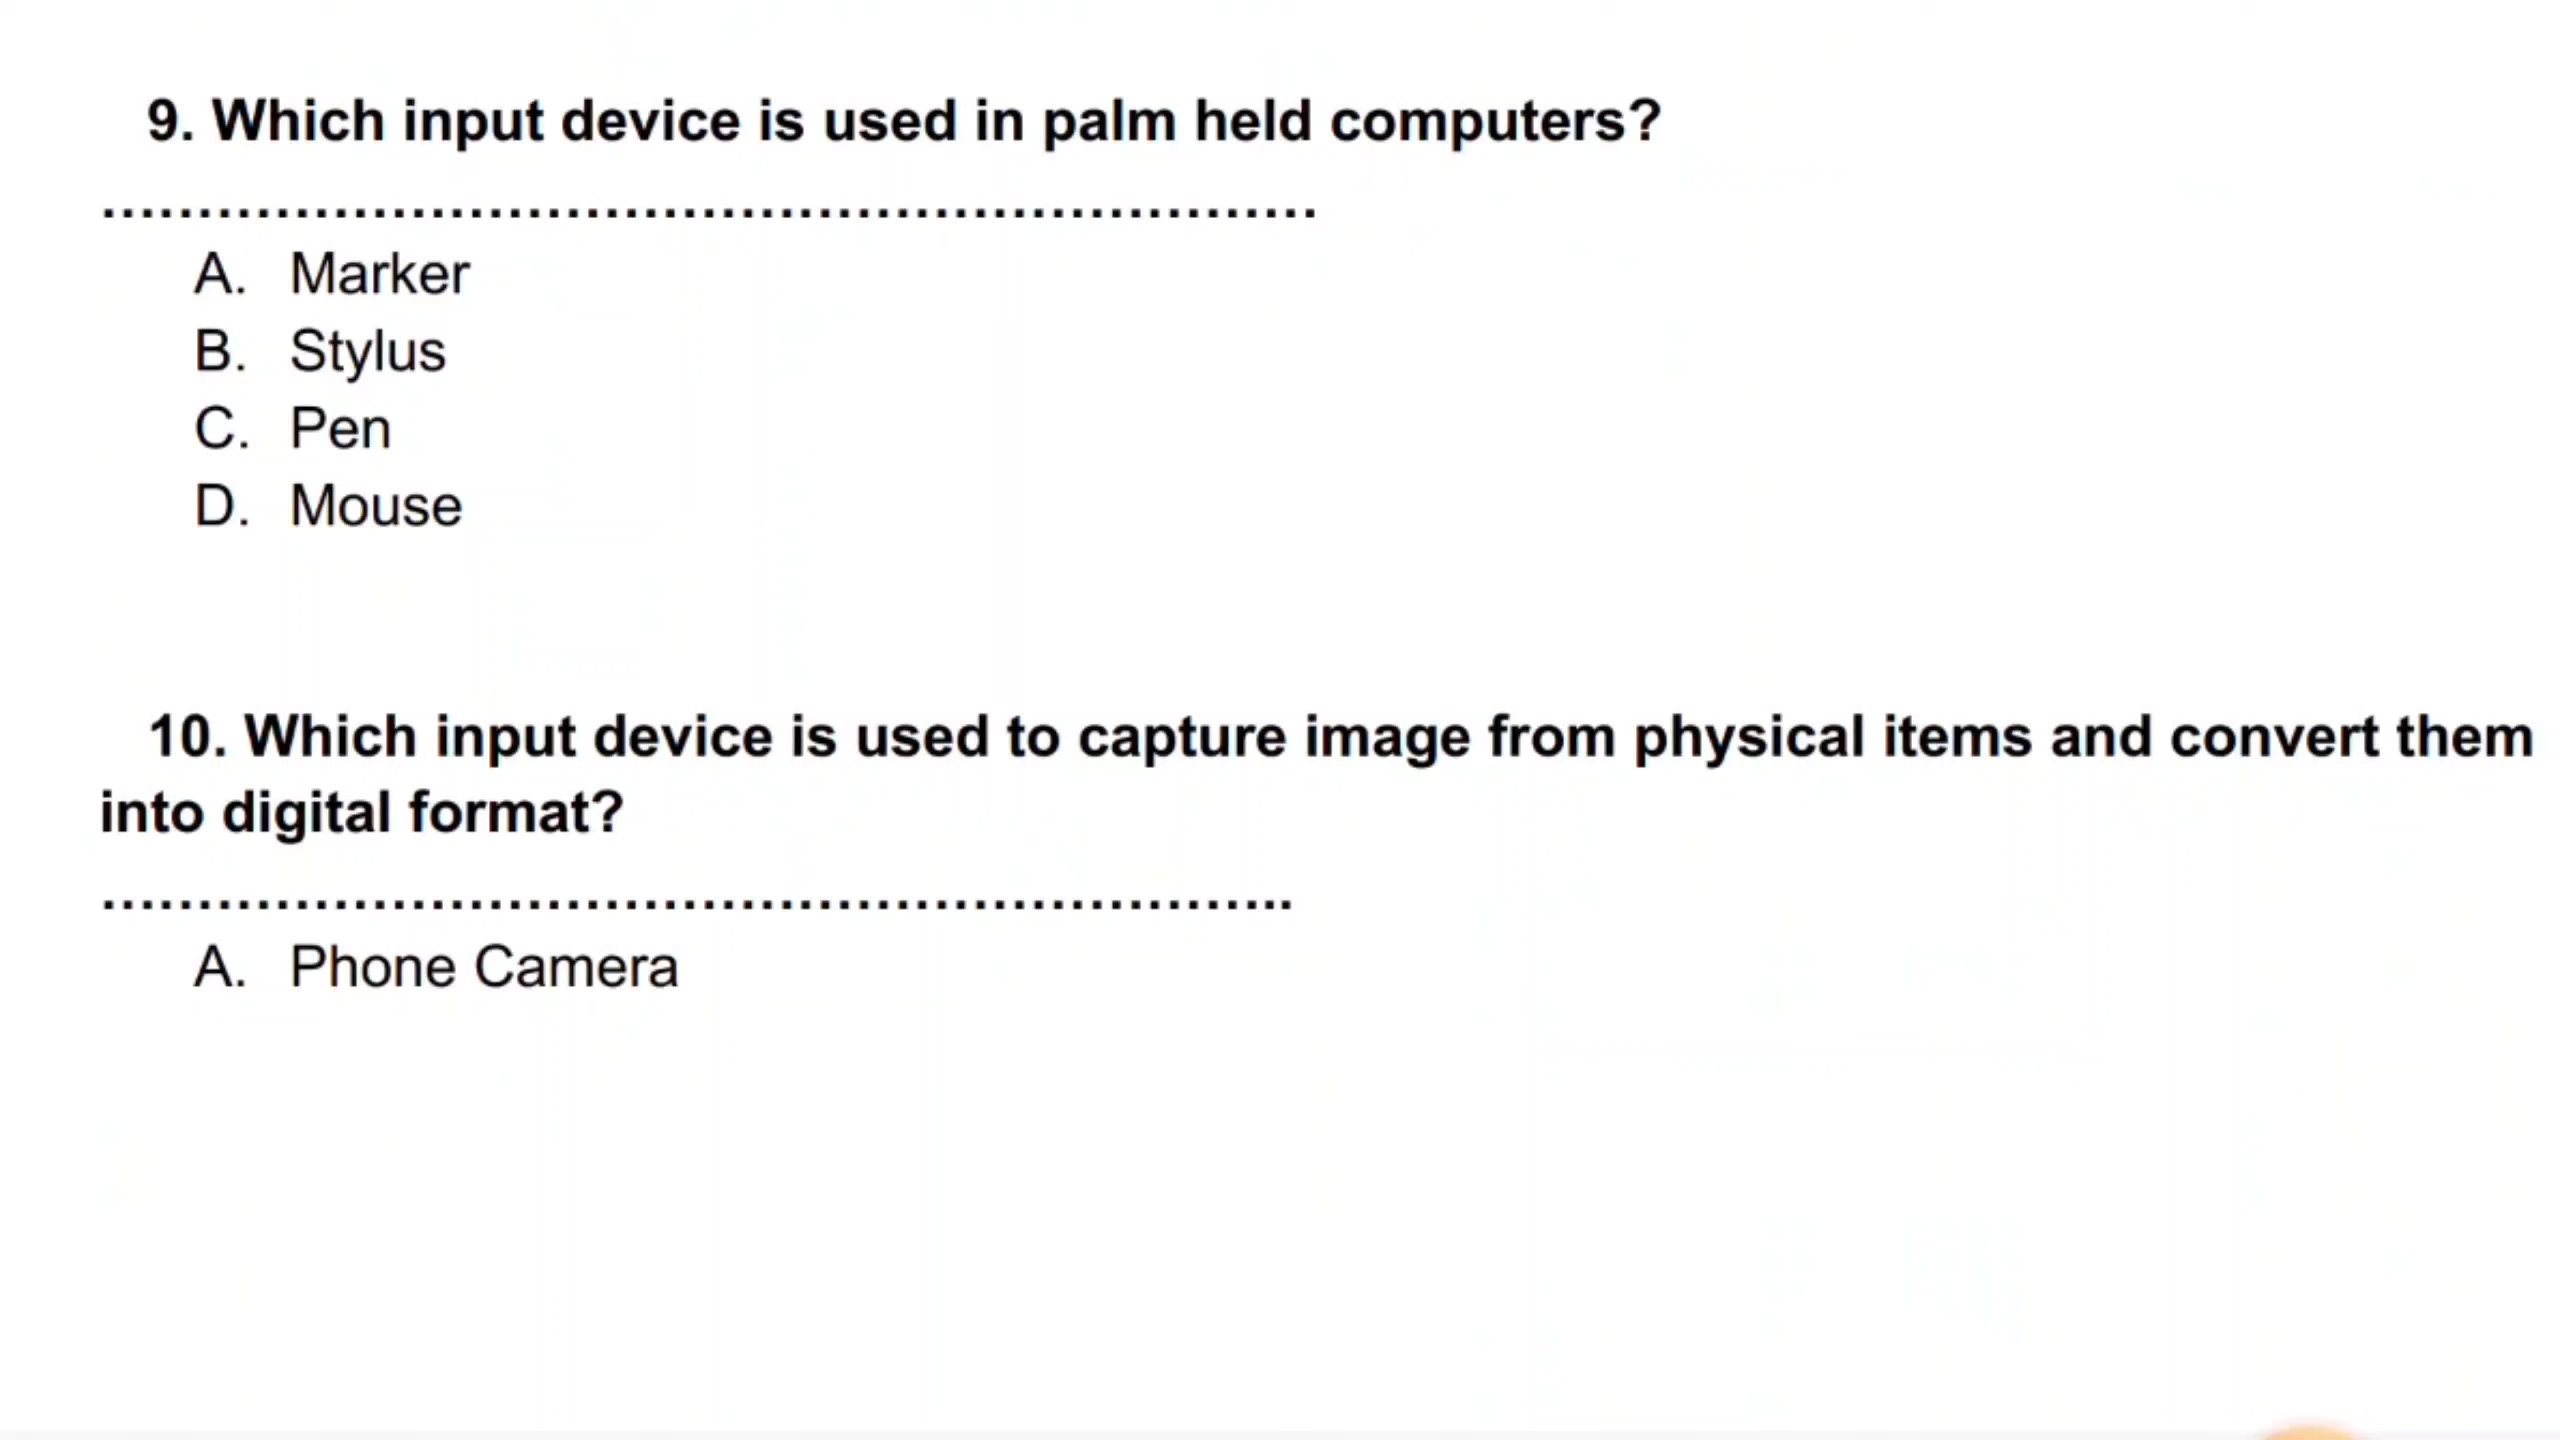 9. Which input device is used in palm held computers?
...............................................................
A. Marker
B. Stylus
C. Pen
D. Mouse
10. Which input device is used to capture image from physical items and convert them
into digital format?
..............................................................
A. Phone Camera